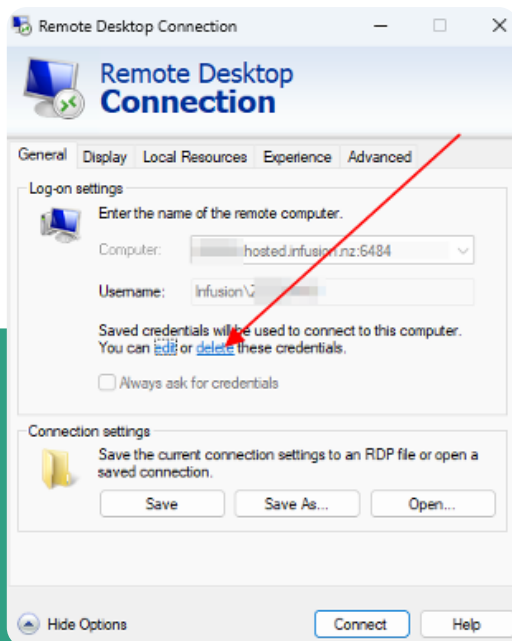 Remote Desktop Connection
Remote Desktop
Connection
General Display Local Resources Experience Advanced
Log-on settings
Enter the name of the remote computer.
Computer: hosted.infusion.nz:6484
Username: Infusion\
Saved credentials will be used to connect to this computer.
You can edit or delete these credentials.
Always ask for credentials
Connection settings
Save the current connection settings to an RDP file or open a
saved connection.
Save Save As... Open...
Hide Options Connect Help